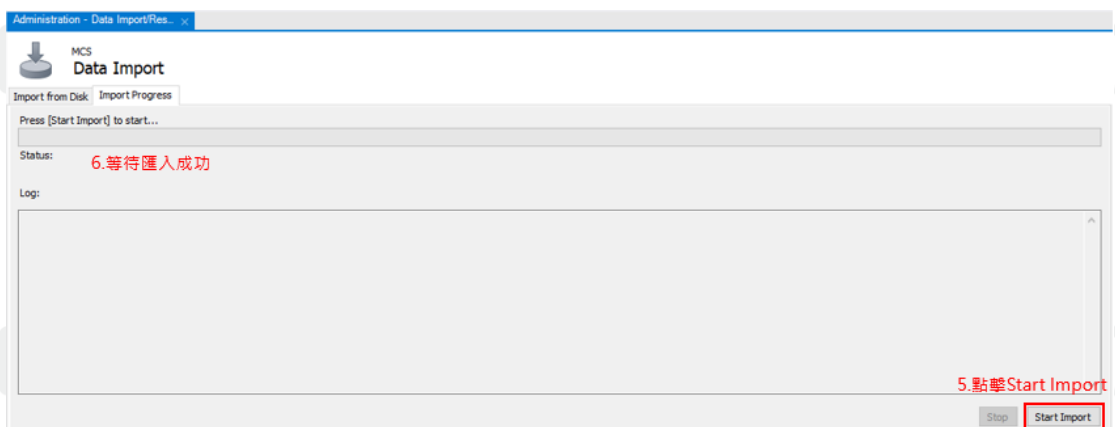 Administration - Data Import/Res...
MCS
Data Import
Import from Disk Import Progress
Press [Start Import] to start...
Status:
6.等待匯入成功
Log:
5.點擊Start Import
Stop Start Import